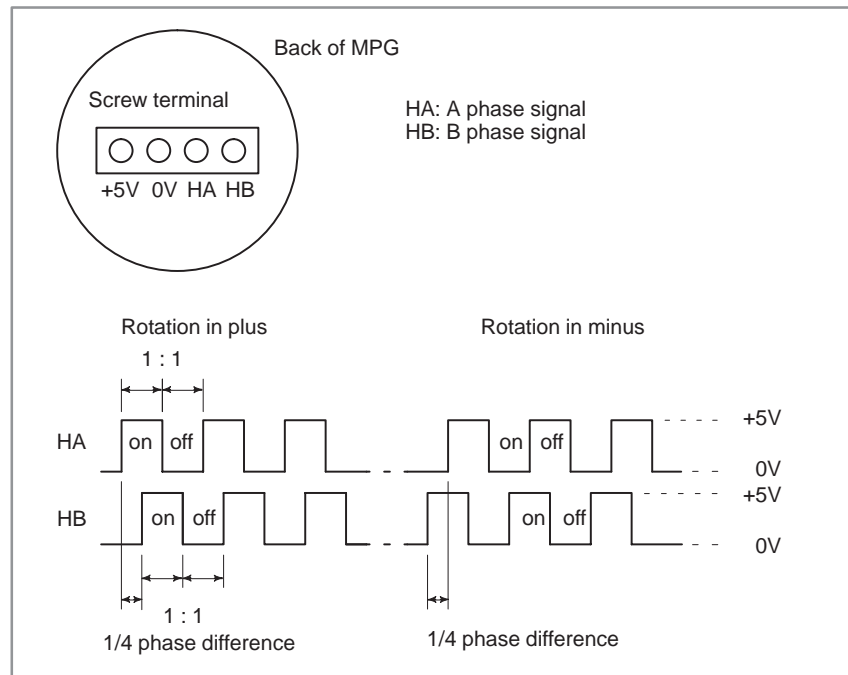 Back of MPG
Screw terminal
HA: A phase signal
HB: B phase signal
+5V 0V HA HB
Rotation in plus
Rotation in minus
1 : 1
+5V
HA
on off
on off
0V
+5V
HB
on off
on off
0V
1 : 1
1/4 phase difference
1/4 phase difference